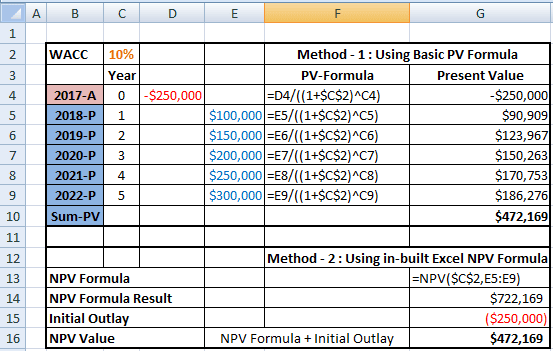 A B C D E F G
1
2 WACC 10% Method - 1 : Using Basic PV Formula
3 Year PV-Formula Present Value
4 2017-A 0 -$250,000 =D4/((1+$C$2)^C4) -$250,000
5 2018-P 1 $100,000 =E5/((1+$C$2)^C5) $90,909
6 2019-P 2 $150,000 =E6/((1+$C$2)^C6) $123,967
7 2020-P 3 $200,000 =E7/((1+$C$2)^C7) $150,263
8 2021-P 4 $250,000 =E8/((1+$C$2)^C8) $170,753
9 2022-P 5 $300,000 =E9/((1+$C$2)^C9) $186,276
10 Sum-PV $472,169
11
12 Method - 2 : Using in-built Excel NPV Formula
13 NPV Formula =NPV($C$2,E5:E9)
14 NPV Formula Result $722,169
15 Initial Outlay ($250,000)
16 NPV Value NPV Formula + Initial Outlay $472,169